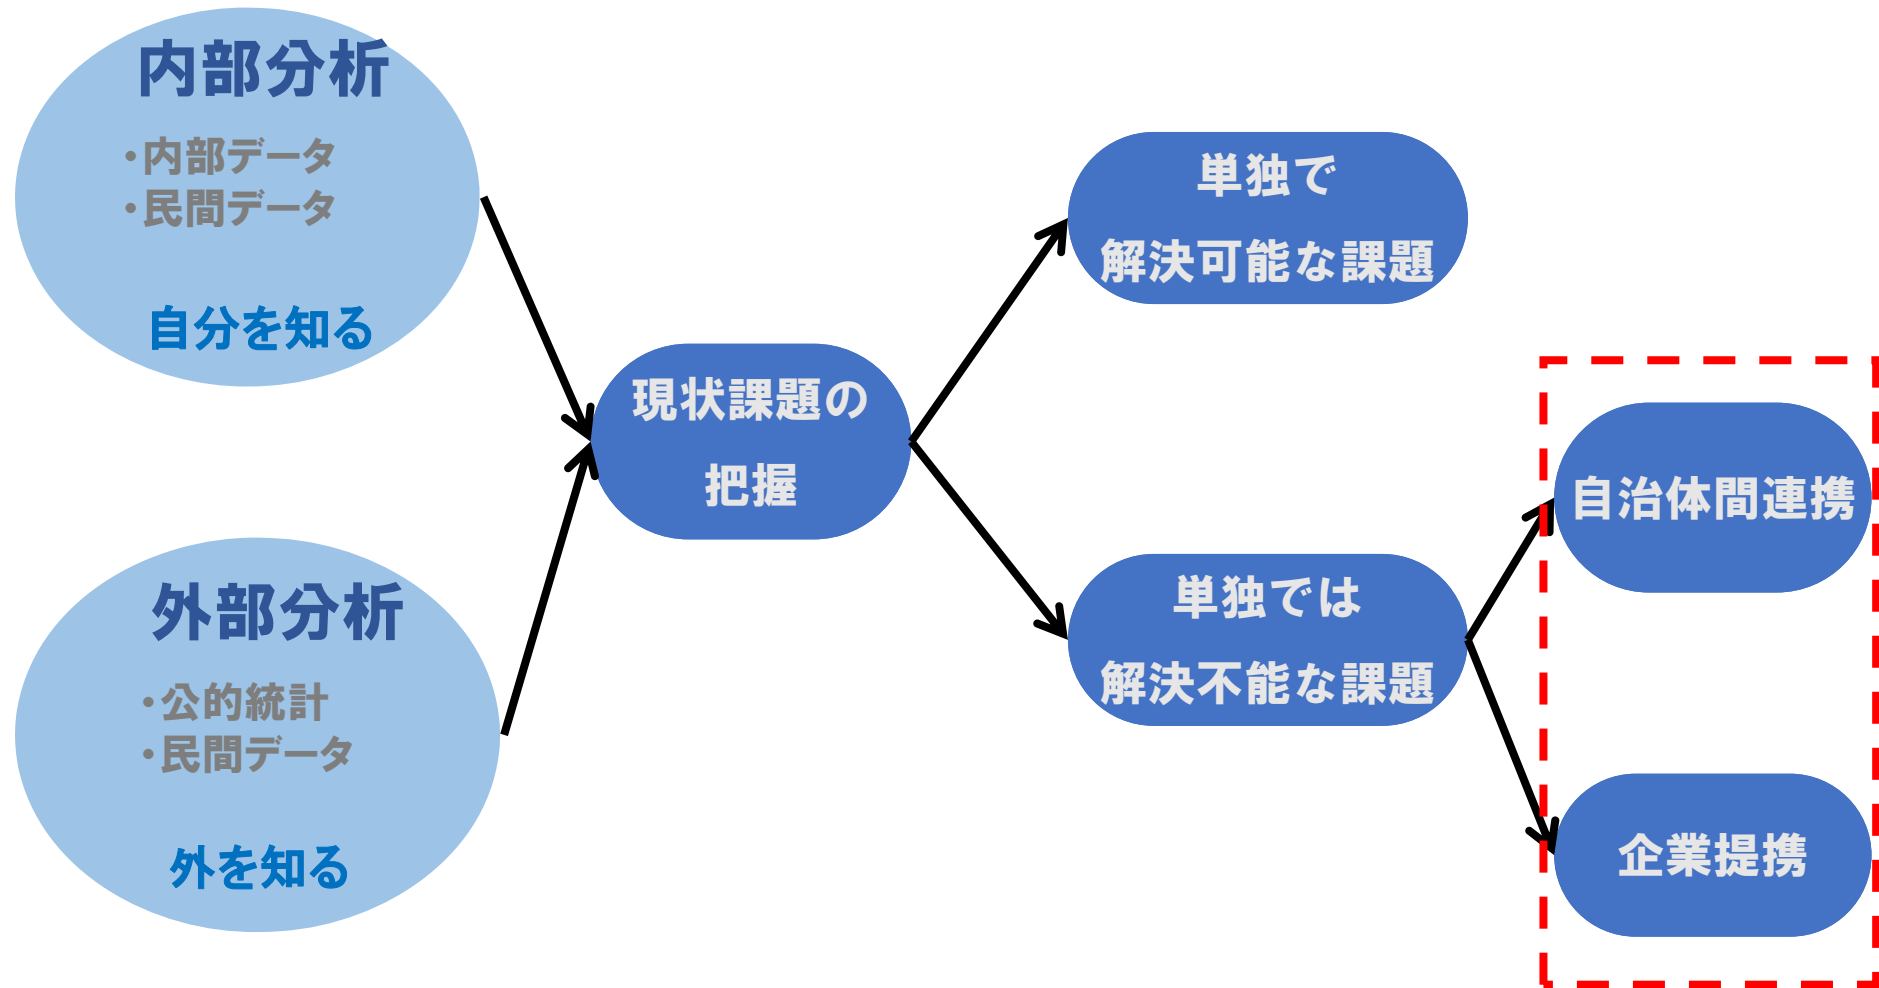 内部分析
・内部データ
・民間データ
自分を知る
外部分析
・公的統計
・民間データ
外を知る
現状課題の
把握
単独で
解決可能な課題
単独では
解決不能な課題
自治体間連携
企業提携